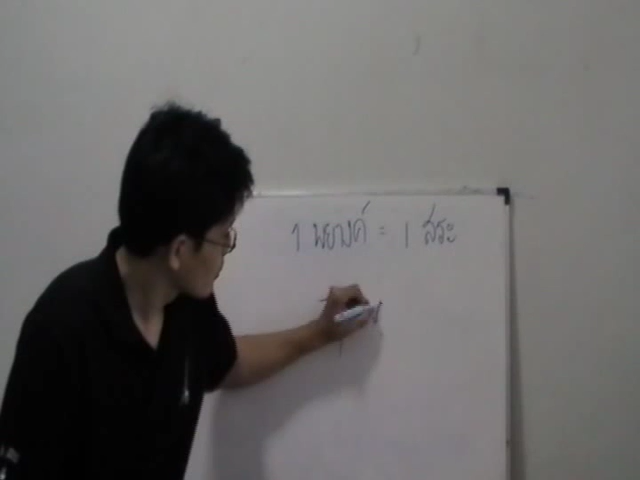 1 พยางค์ = 1 สระ